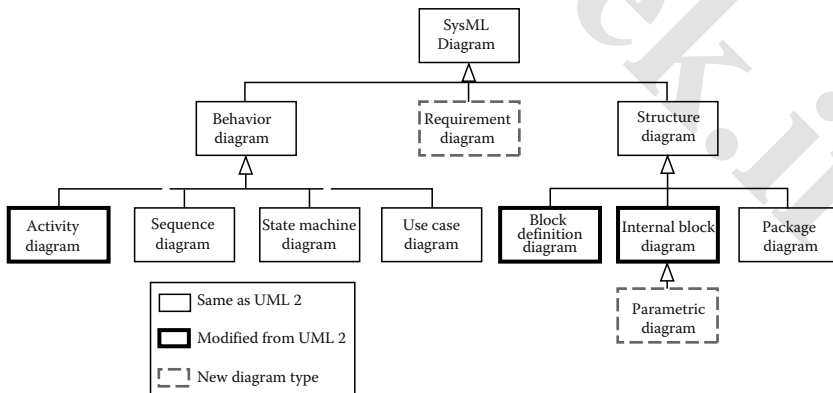 SysML
Diagram
Behavior
diagram
Requirement
diagram
Structure
diagram
Activity
diagram
Sequence
diagram
State machine
diagram
Use case
diagram
Block
definition
diagram
Internal block
diagram
Package
diagram
Parametric
diagram
Same as UML 2
Modified from UML 2
New diagram type